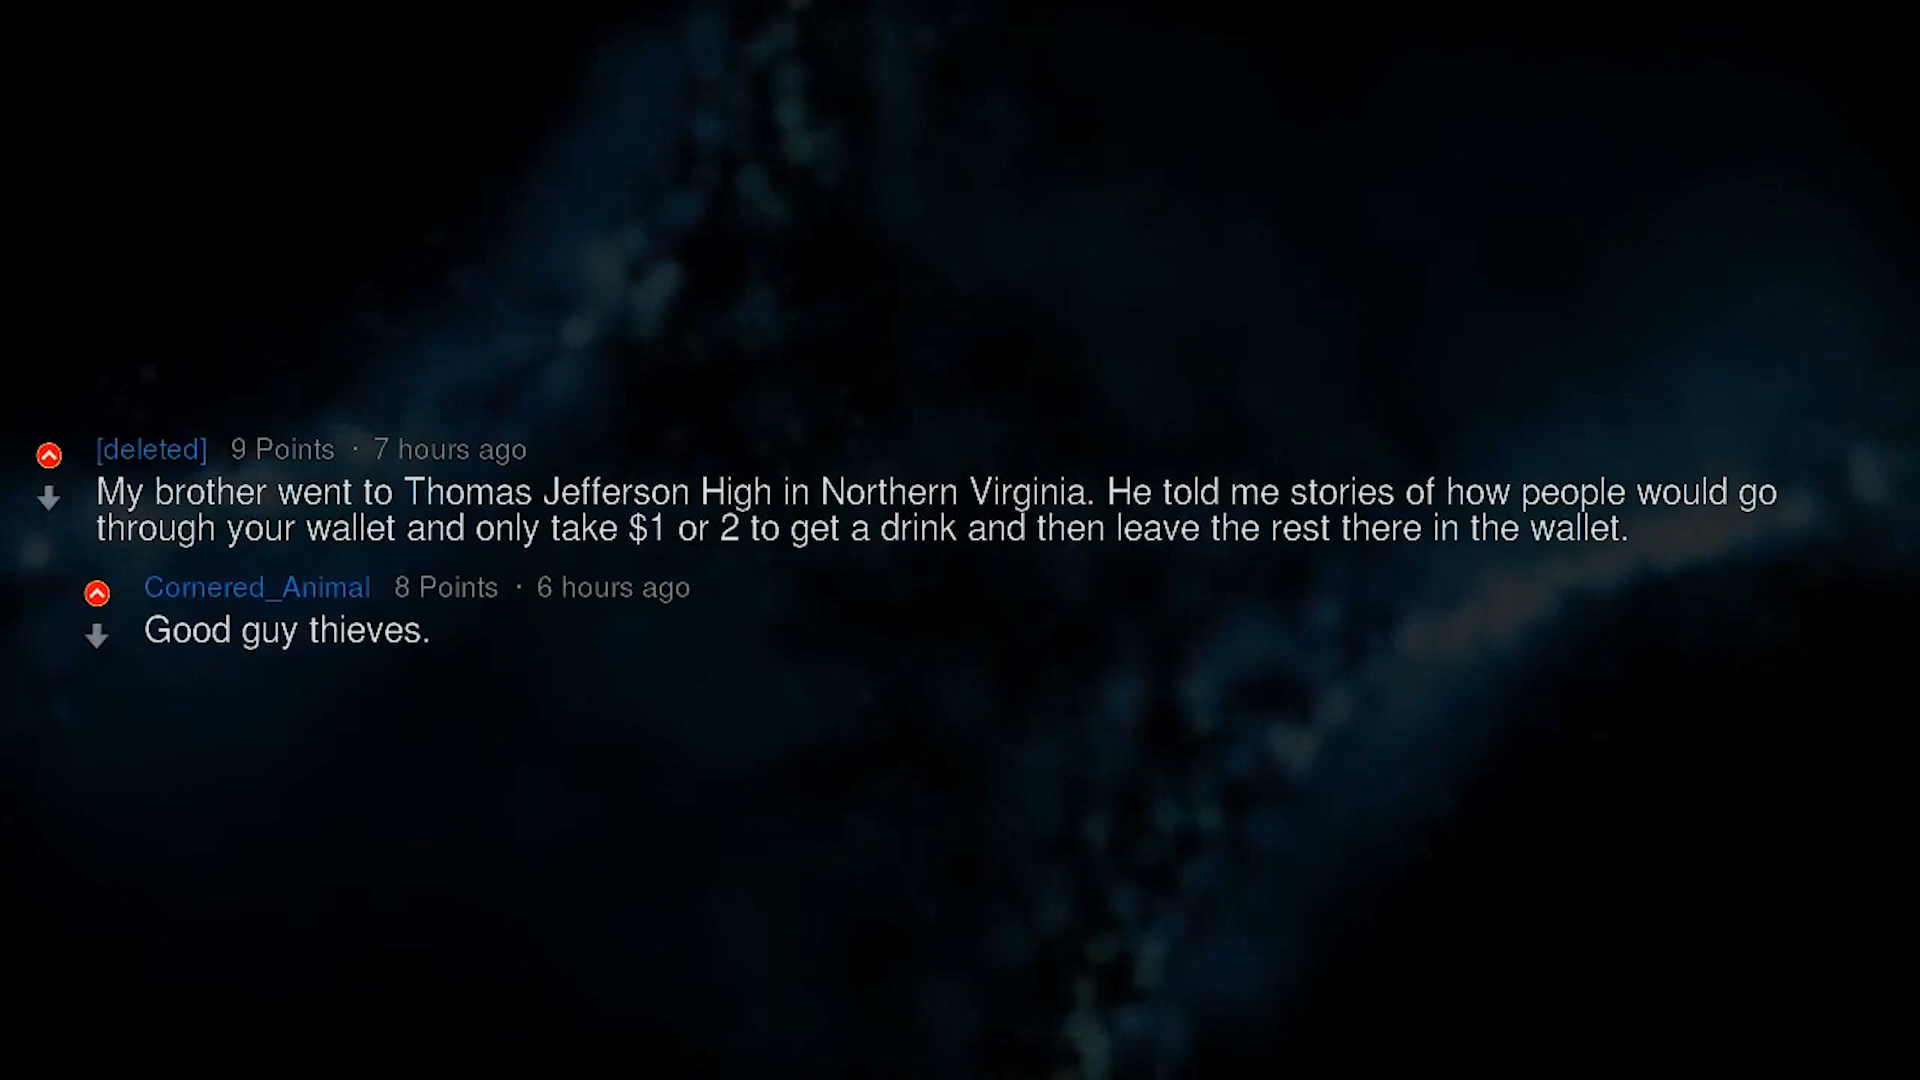 [deleted] 9 Points · 7 hours ago
My brother went to Thomas Jefferson High in Northern Virginia. He told me stories of how people would go
through your wallet and only take $1 or 2 to get a drink and then leave the rest there in the wallet.
Cornered_Animal 8 Points · 6 hours ago
Good guy thieves.